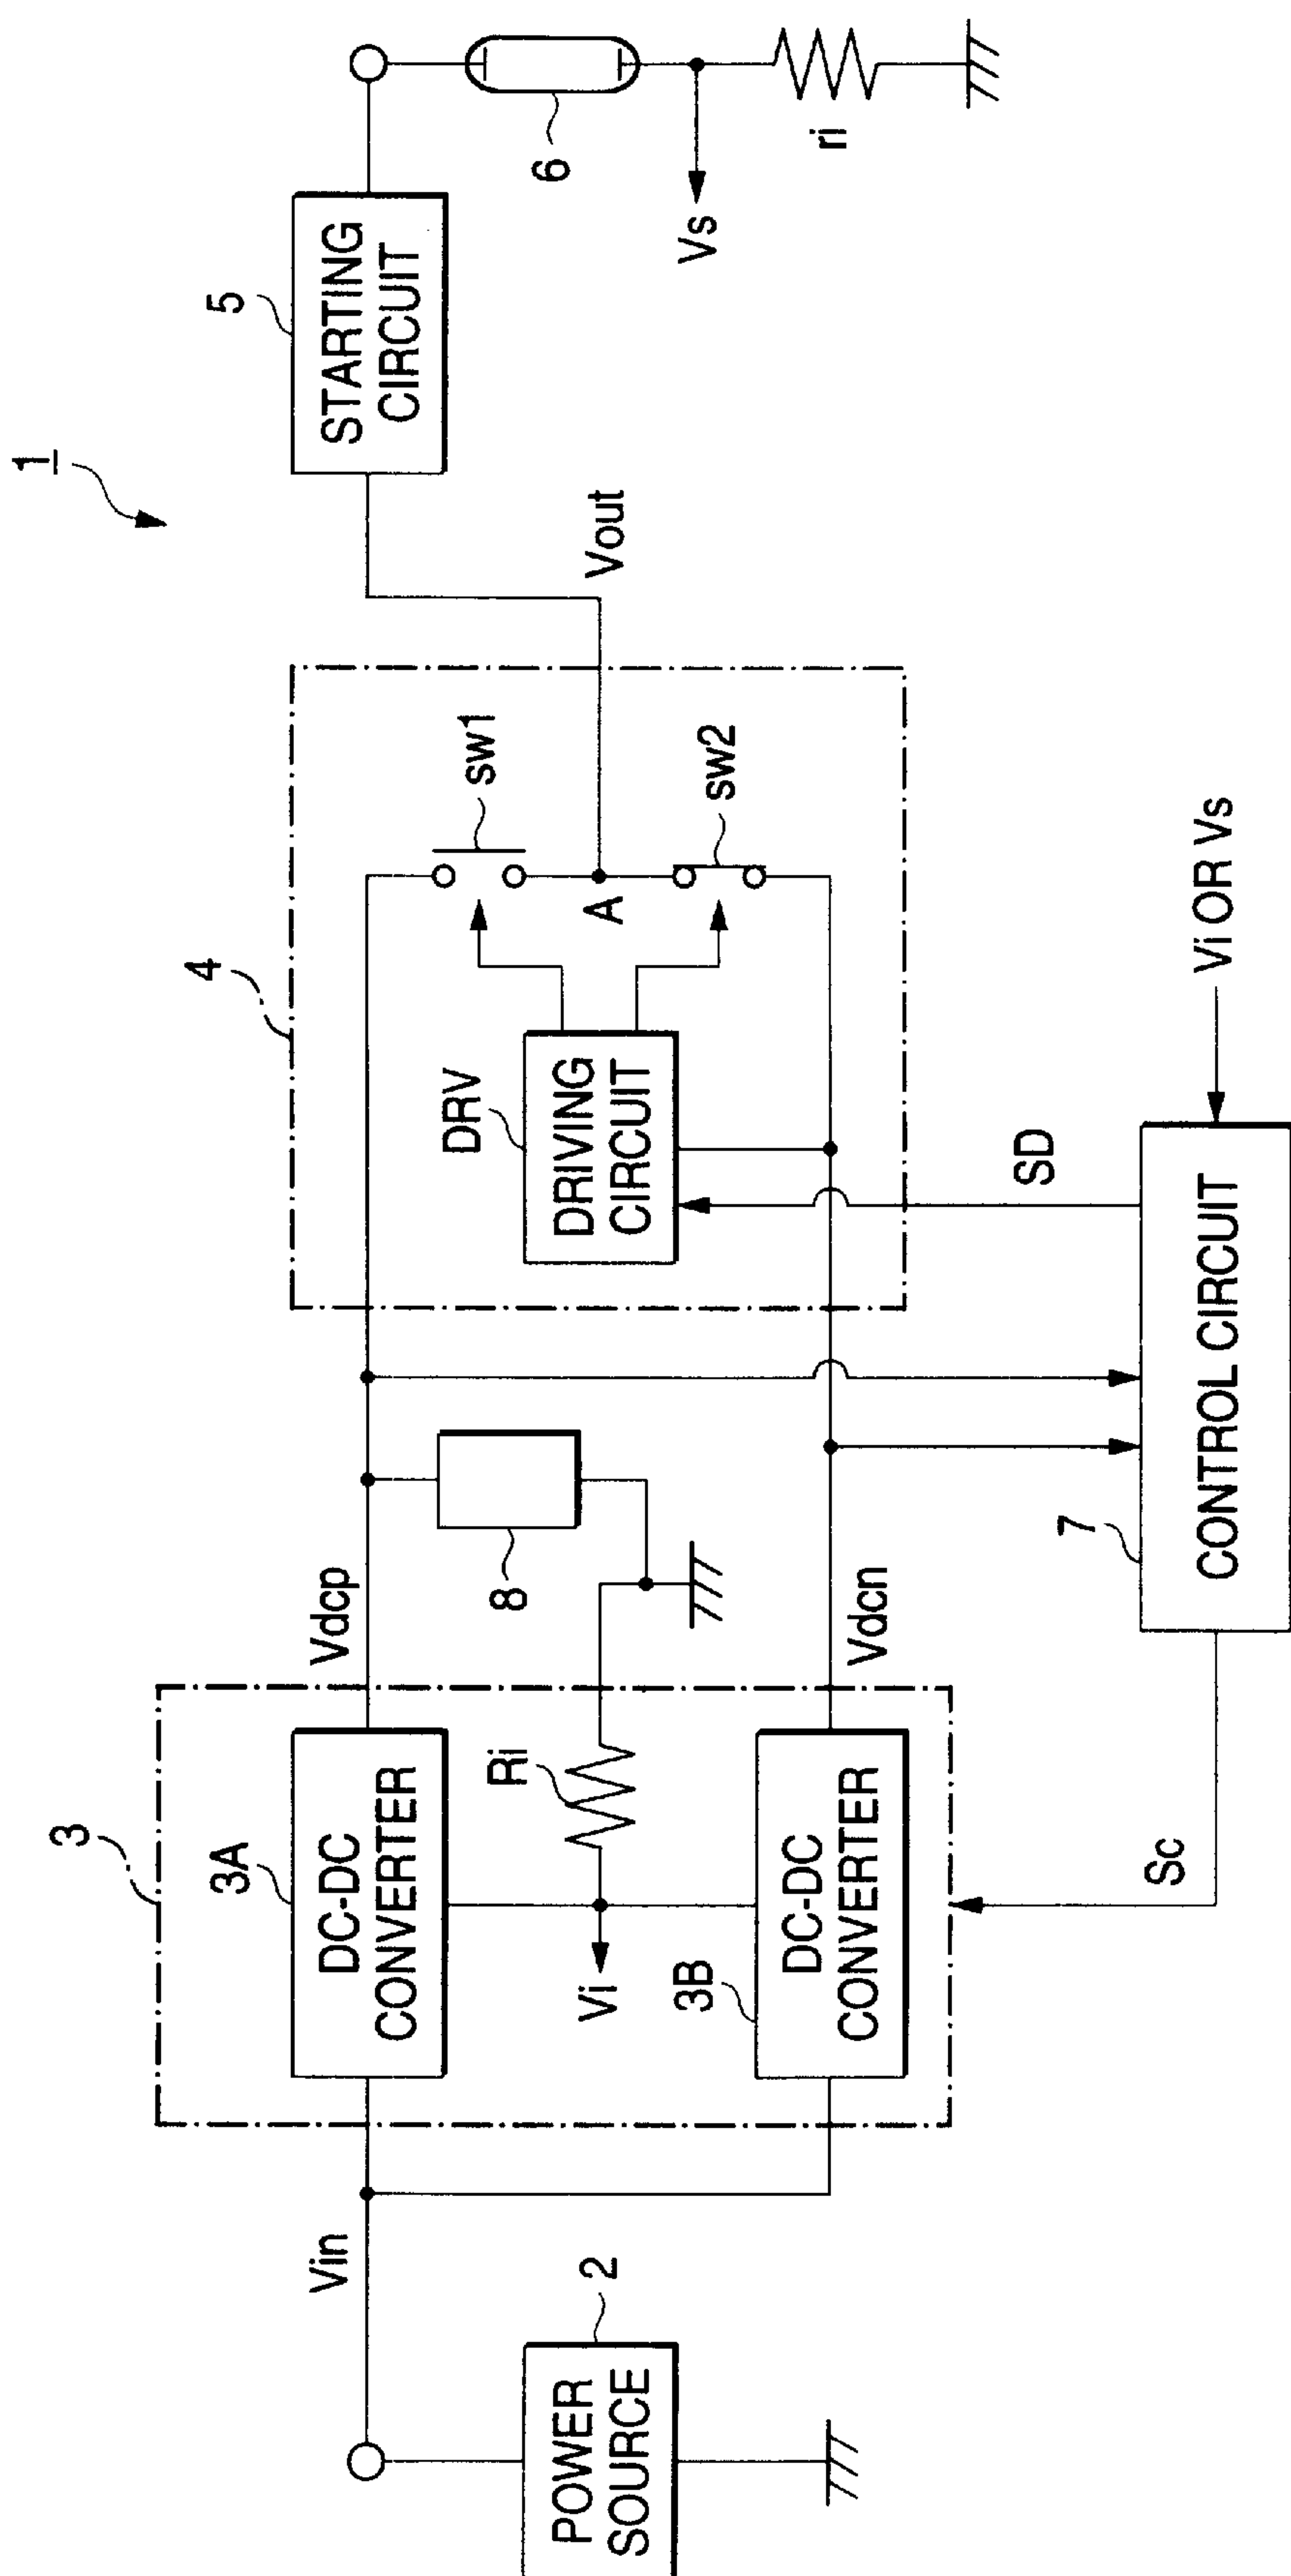 1
3
3A
DC-DC
CONVERTER
Vin
Vdcp
4
5
STARTING
CIRCUIT
2
POWER
SOURCE
Vi
Ri
8
DRV
DRIVING
CIRCUIT
sw1
A
sw2
Vout
6
Vs
ri
3B
DC-DC
CONVERTER
Vdcn
SD
Sc
7
CONTROL CIRCUIT
Vi OR Vs